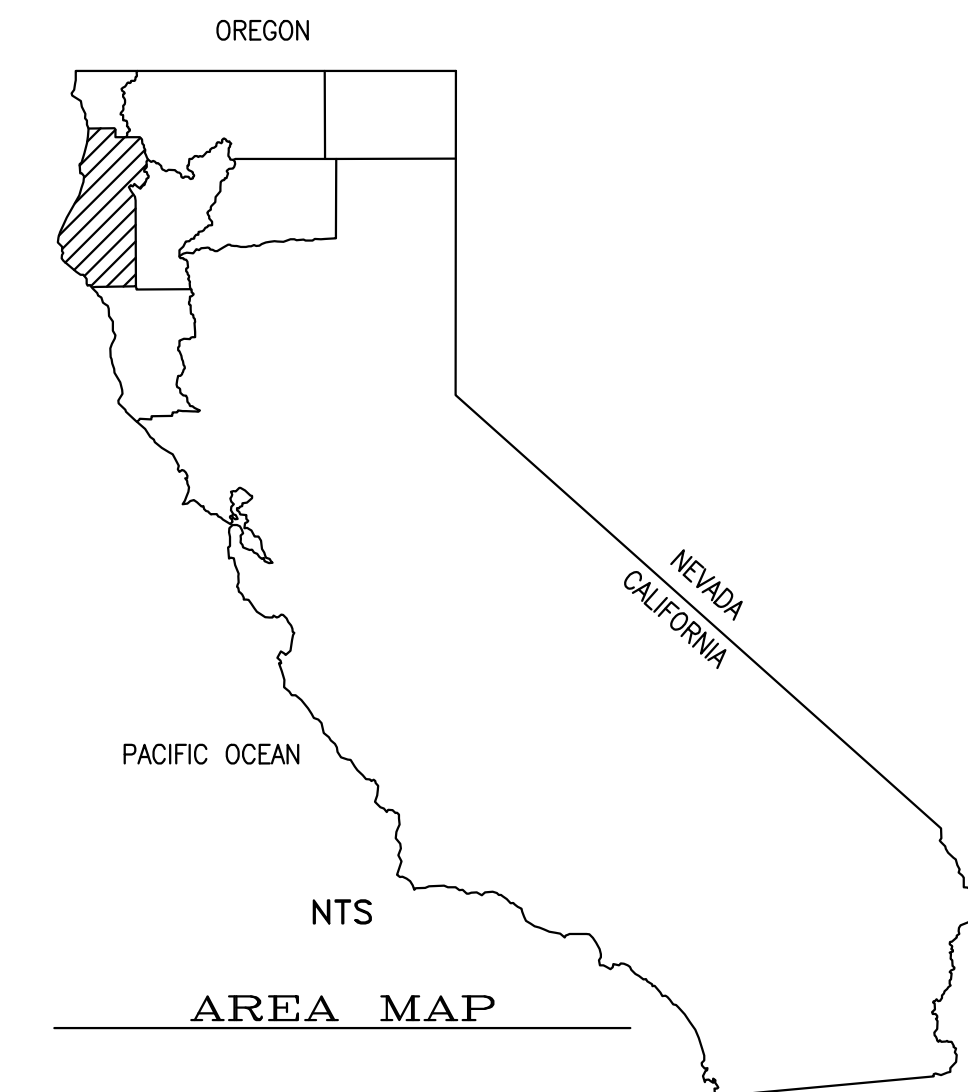 OREGON
NEVADA
CALIFORNIA
PACIFIC OCEAN
NTS
AREA MAP